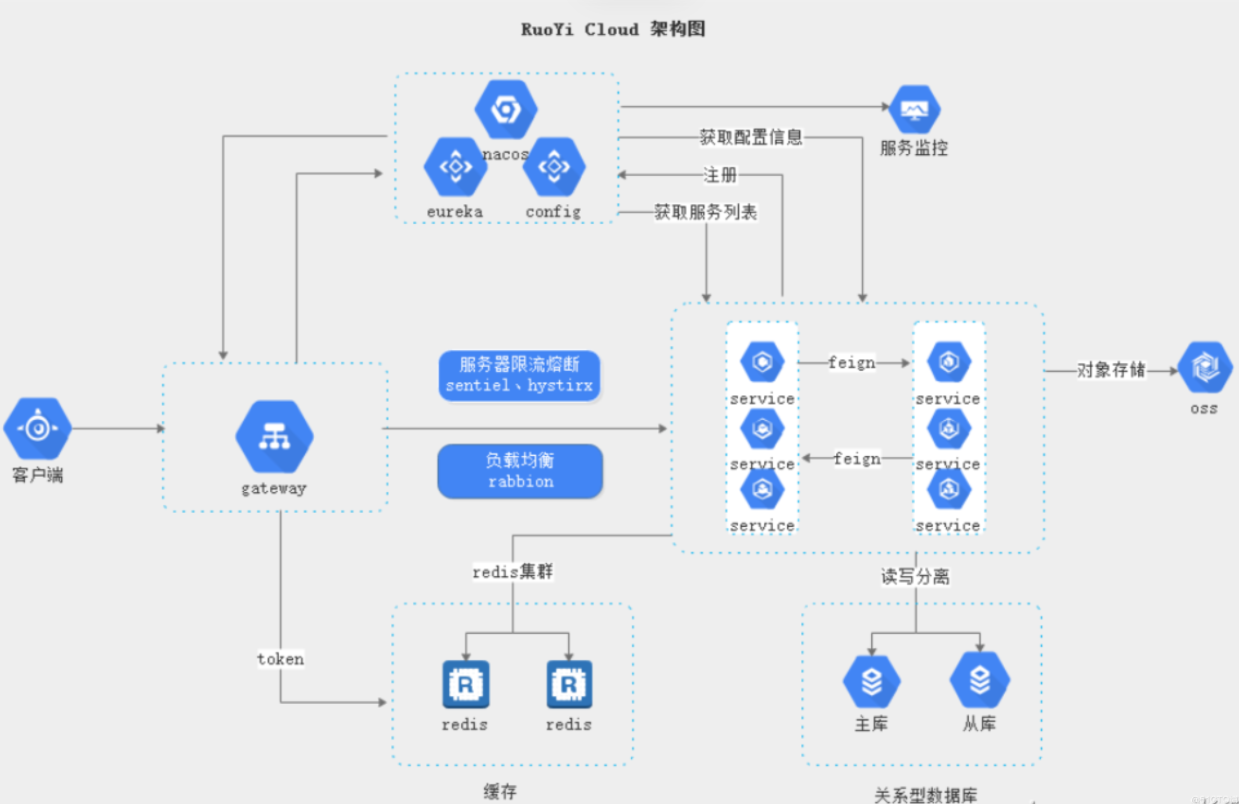 RuoYi Cloud 架构图
nacos
eureka
config
服务监控
获取配置信息
注册
获取服务列表
服务器限流熔断
sentiel、hystirx
负载均衡
rabbion
客户端
gateway
service
feign
service
service
service
feign
service
service
对象存储
oss
redis集群
读写分离
token
redis
redis
主库
从库
缓存
关系型数据库